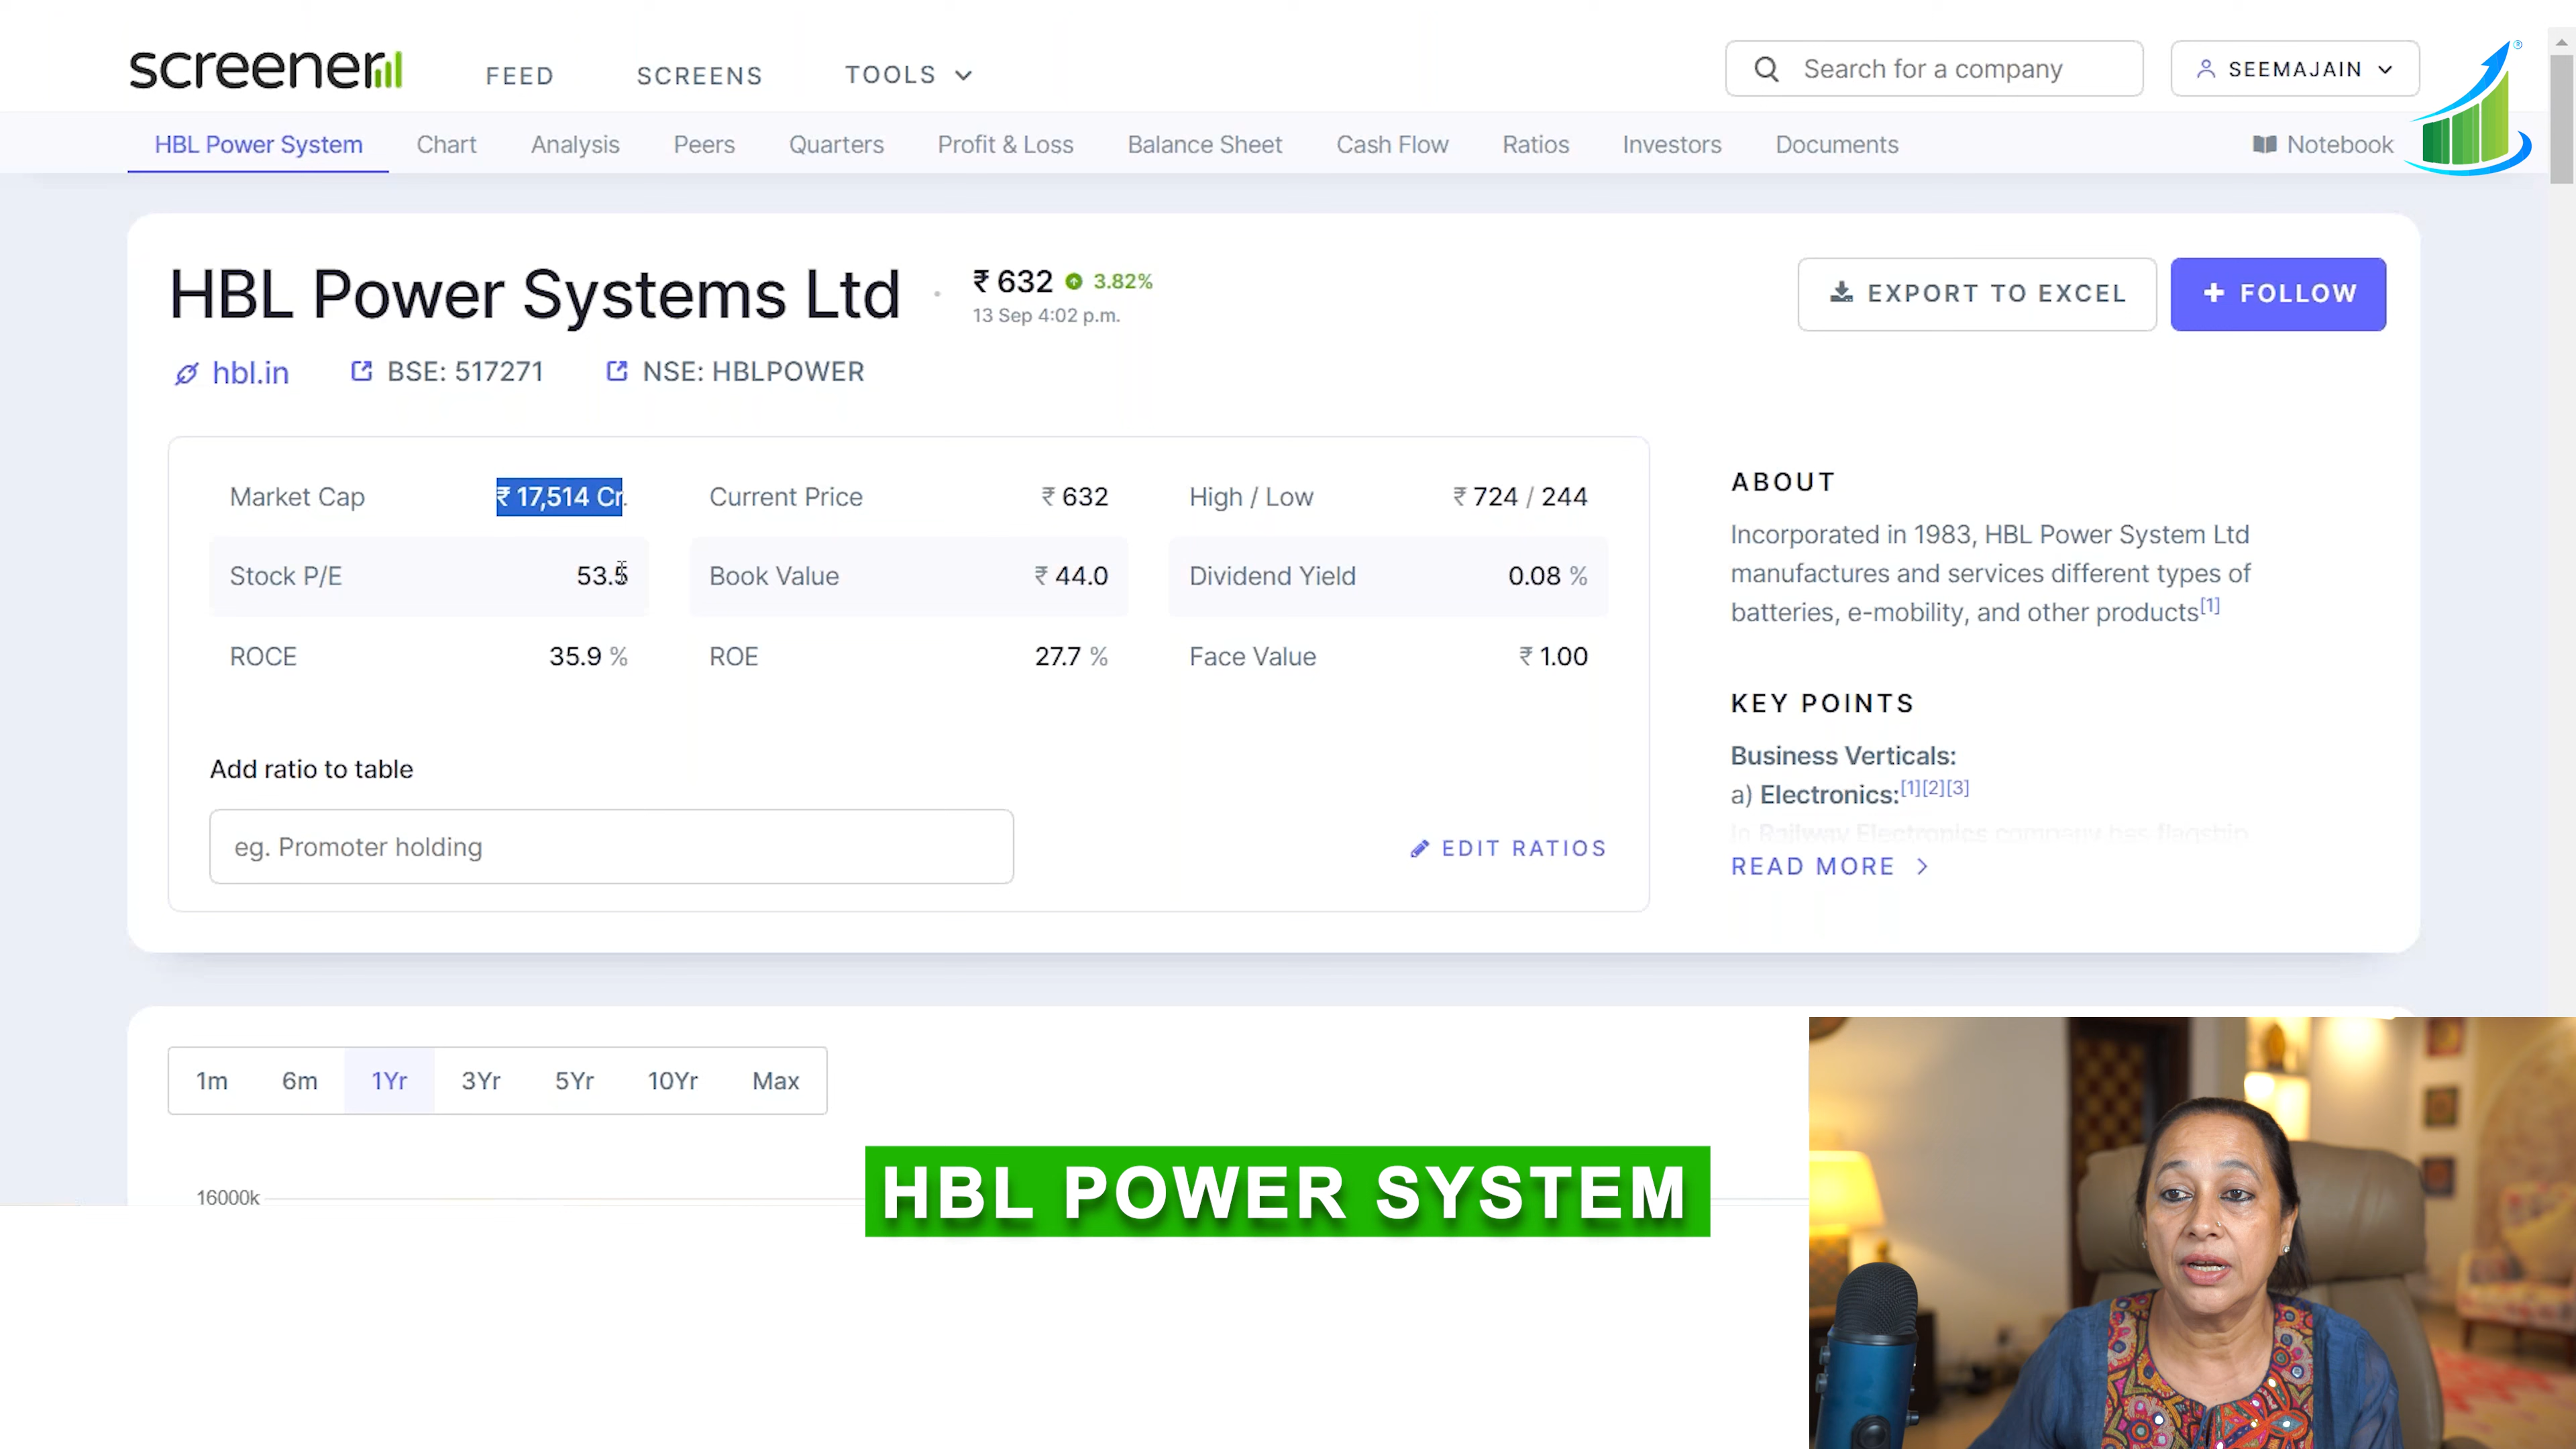 screener
FEED
SCREENS
TOOLS
Search for a company
SEEMAJAIN
HBL Power System
Chart
Analysis
Peers
Quarters
Profit & Loss
Balance Sheet
Cash Flow
Ratios
Investors
Documents
Notebook
HBL Power Systems Ltd
₹ 632 3.82%
13 Sep 4:02 p.m.
EXPORT TO EXCEL
+ FOLLOW
hbl.in
BSE: 517271
NSE: HBLPOWER
Market Cap ₹ 17,514 Cr.
Current Price ₹ 632
High / Low ₹ 724 / 244
Stock P/E 53.5
Book Value ₹ 44.0
Dividend Yield 0.08 %
ROCE 35.9 %
ROE 27.7 %
Face Value ₹ 1.00
Add ratio to table
eg. Promoter holding
EDIT RATIOS
ABOUT
Incorporated in 1983, HBL Power System Ltd
manufactures and services different types of
batteries, e-mobility, and other products[1]
KEY POINTS
Business Verticals:
a) Electronics:[1][2][3]
In Railway Electronics company has flagship
READ MORE
1m 6m 1Yr 3Yr 5Yr 10Yr Max
16000k
HBL POWER SYSTEM